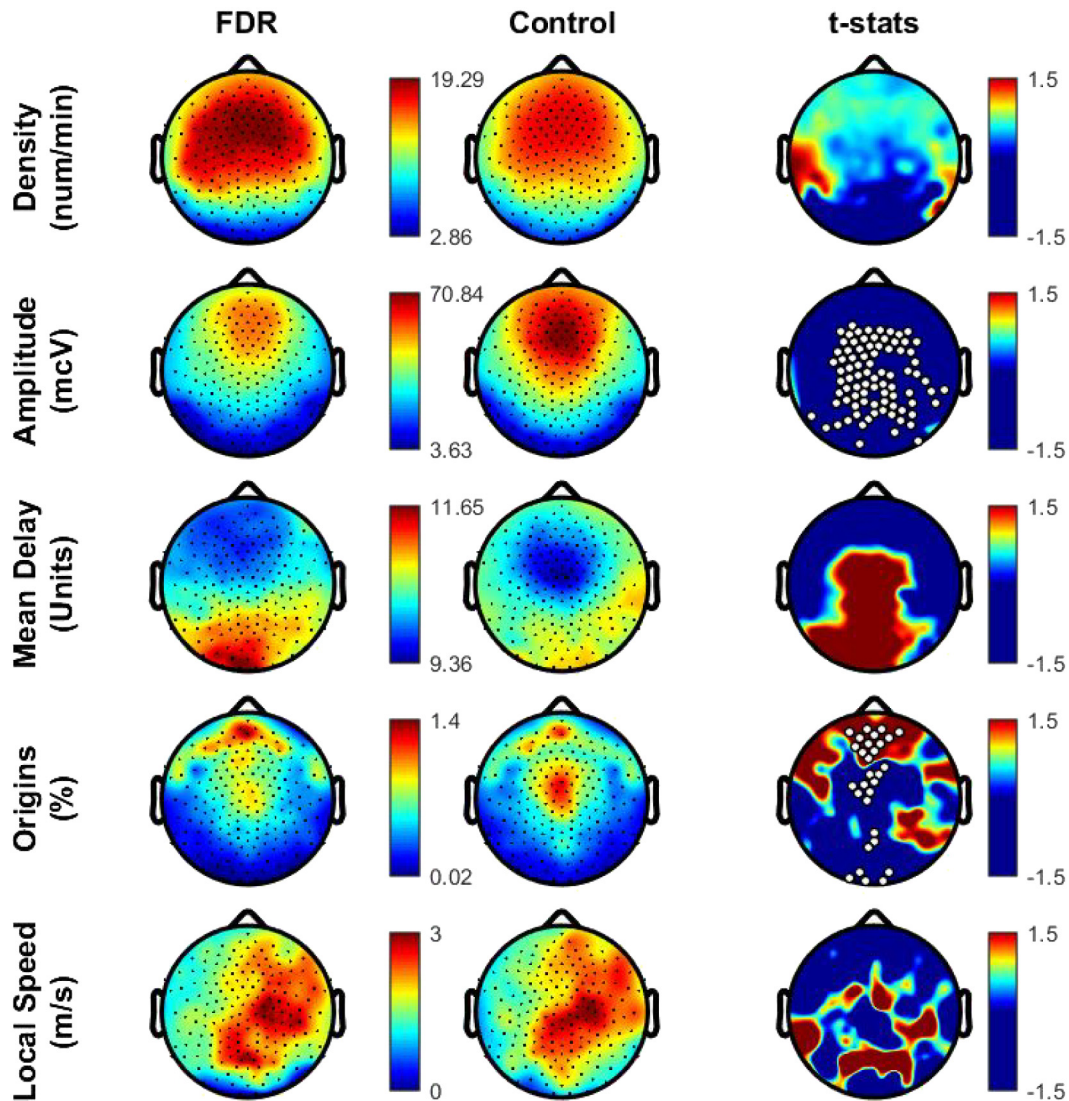 FDR Control t-stats
Density
(num/min)
19.29
2.86
1.5
-1.5
Amplitude
(mcV)
70.84
3.63
1.5
-1.5
Mean Delay
(Units)
11.65
9.36
1.5
-1.5
Origins
(%)
1.4
0.02
1.5
-1.5
Local Speed
(m/s)
3
0
1.5
-1.5